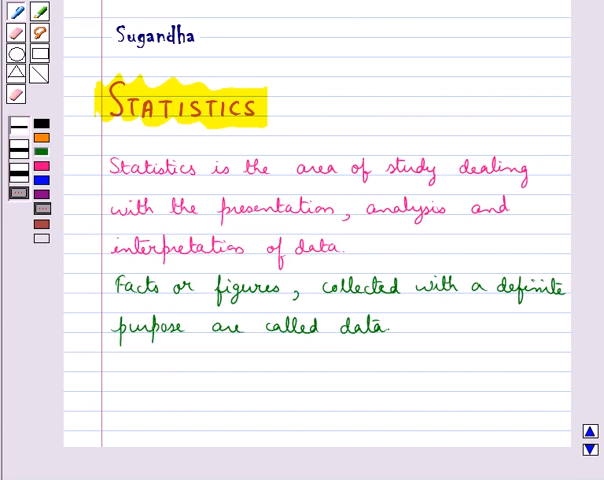 Sugandha
STATISTICS
Statistics is the area of study dealing
with the presentation, analysis and
interpretation of data.
Facts or figures, collected with a definite
purpose are called data.